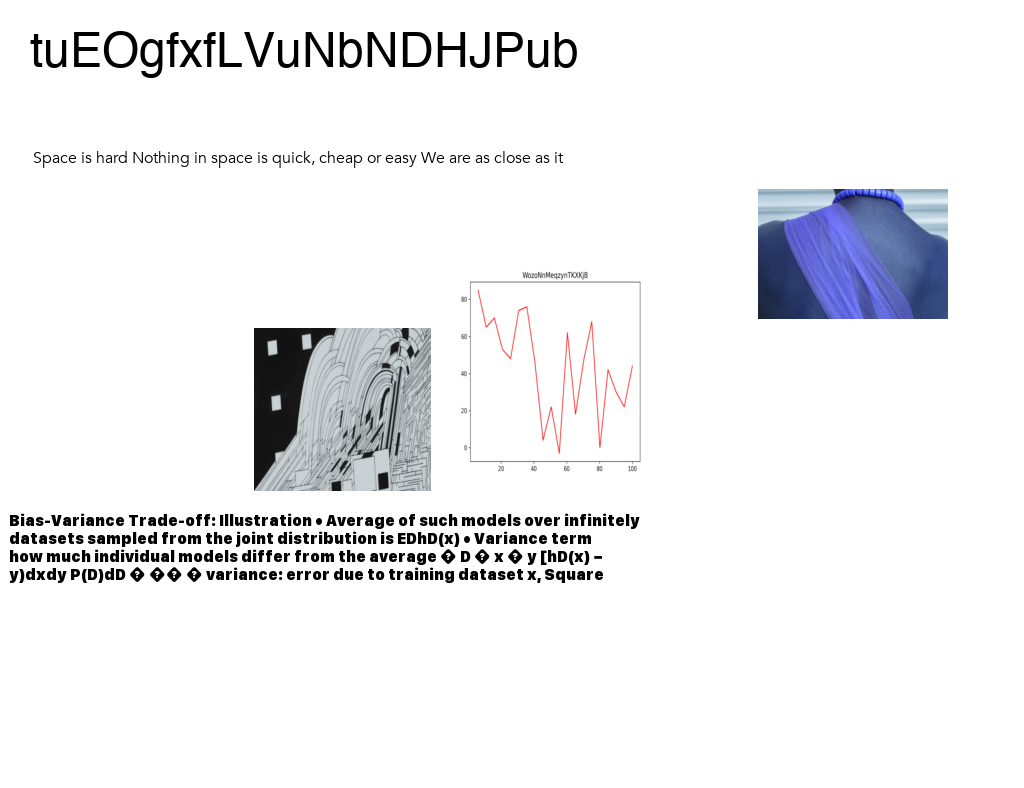 tuEOgfxfLVuNbNDHJPub
Space is hard Nothing in space is quick, cheap or easy We are as close as it
WozoNnMeqzynTKXKjB
80
60
40
20
0
20 40 60 80 100
Bias-Variance Trade-off: Illustration • Average of such models over infinitely
datasets sampled from the joint distribution is EDhD(x) • Variance term
how much individual models differ from the average � D � x � y [hD(x) –
y)dxdy P(D)dD � �� � variance: error due to training dataset x, Square